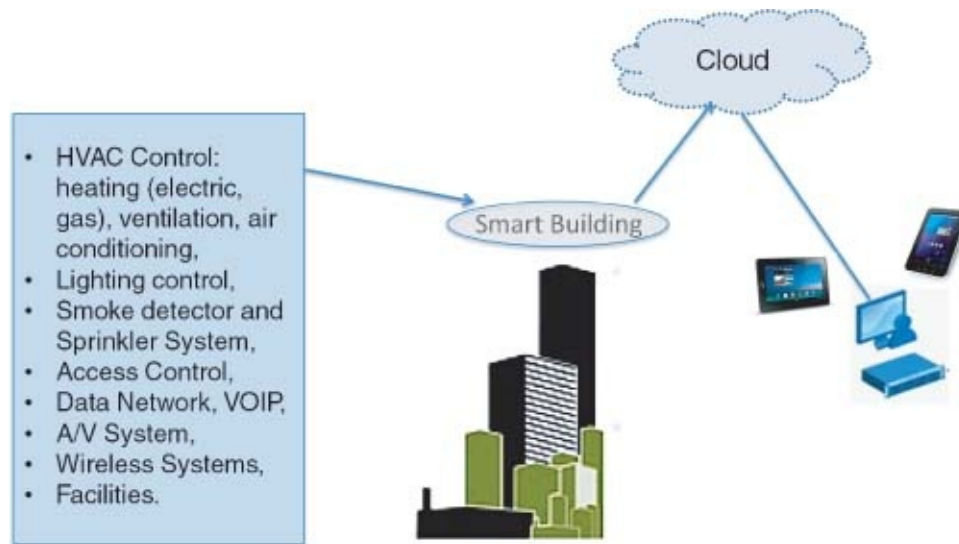 Cloud
• HVAC Control:
heating (electric,
gas), ventilation, air
conditioning,
• Lighting control,
• Smoke detector and
Sprinkler System,
• Access Control,
• Data Network, VOIP,
• A/V System,
• Wireless Systems,
• Facilities.
Smart Building